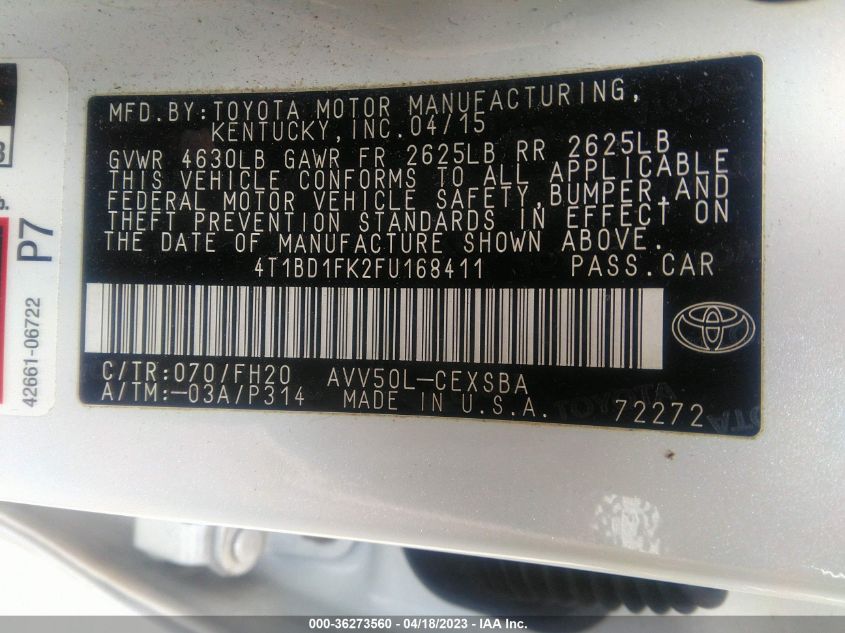 MFD.BY:TOYOTA MOTOR MANUFACTURING,
KENTUCKY,INC.04/15
GVWR 4630LB GAWR FR 2625LB RR 2625LB
THIS VEHICLE CONFORMS TO ALL APPLICABLE
FEDERAL MOTOR VEHICLE SAFETY,BUMPER,AND
THEFT PREVENTION STANDARDS IN EFFECT ON
THE DATE OF MANUFACTURE SHOWN ABOVE.
4T1BD1FK2FU168411 PASS.CAR
C/TR:070/FH20 AVV50L-CEXSBA
A/TM:-03A/P314 MADE IN U.S.A. 72272
P7
42661-06722
000-36273560 - 04/18/2023 - IAA Inc.